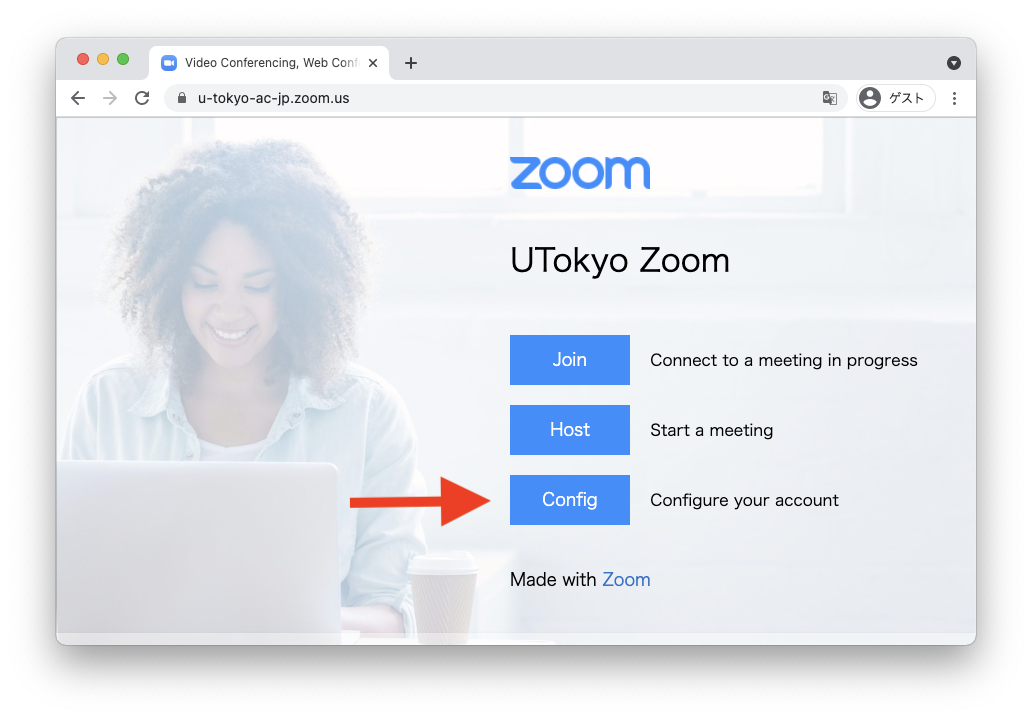 Video Conferencing, Web Conf
u-tokyo-ac-jp.zoom.us
ゲスト
zoom
UTokyo Zoom
Join Connect to a meeting in progress
Host Start a meeting
Config Configure your account
Made with Zoom